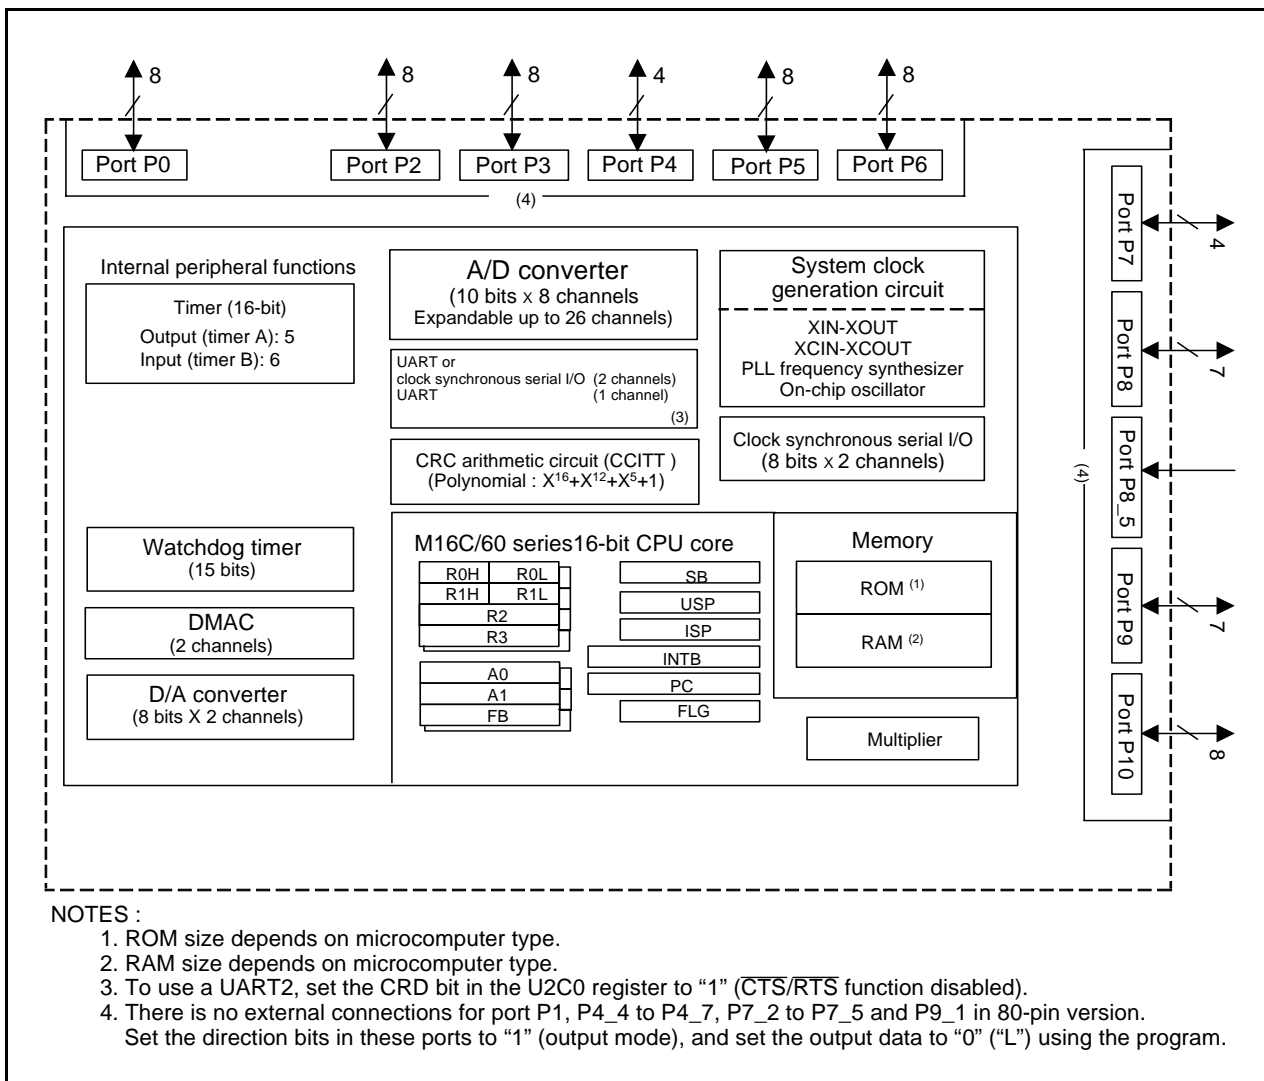 8 8 8 4 8 8
Port P0 Port P2 Port P3 Port P4 Port P5 Port P6
(4)
Port P7
4
Port P8
7
Port P8_5
(4)
Port P9
7
Port P10
8
Internal peripheral functions
Timer (16-bit)
Output (timer A): 5
Input (timer B): 6
A/D converter
(10 bits x 8 channels
Expandable up to 26 channels)
System clock
generation circuit
XIN-XOUT
XCIN-XCOUT
PLL frequency synthesizer
On-chip oscillator
UART or
clock synchronous serial I/O (2 channels)
UART (1 channel)
(3)
Clock synchronous serial I/O
(8 bits x 2 channels)
CRC arithmetic circuit (CCITT )
(Polynomial : X¹⁶+X¹²+X⁵+1)
Watchdog timer
(15 bits)
DMAC
(2 channels)
D/A converter
(8 bits X 2 channels)
M16C/60 series16-bit CPU core
R0H R0L
R1H R1L
R2
R3
A0
A1
FB
SB
USP
ISP
INTB
PC
FLG
Memory
ROM (1)
RAM (2)
Multiplier
NOTES :
1. ROM size depends on microcomputer type.
2. RAM size depends on microcomputer type.
3. To use a UART2, set the CRD bit in the U2C0 register to “1” (C̅T̅S̅/R̅T̅S̅ function disabled).
4. There is no external connections for port P1, P4_4 to P4_7, P7_2 to P7_5 and P9_1 in 80-pin version.
Set the direction bits in these ports to “1” (output mode), and set the output data to “0” (“L”) using the program.